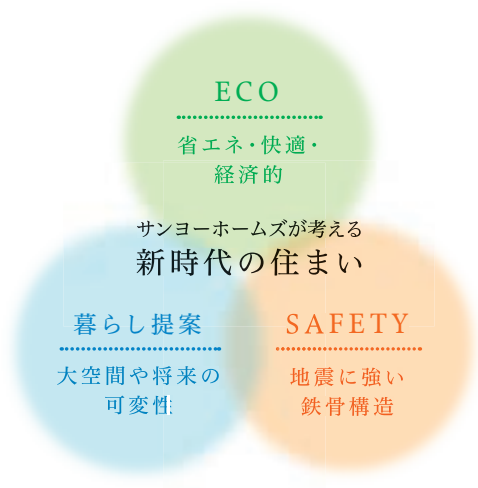 ECO
省エネ・快適・
経済的
サンヨーホームズが考える
新時代の住まい
暮らし提案
大空間や将来の
可変性
SAFETY
地震に強い
鉄骨構造